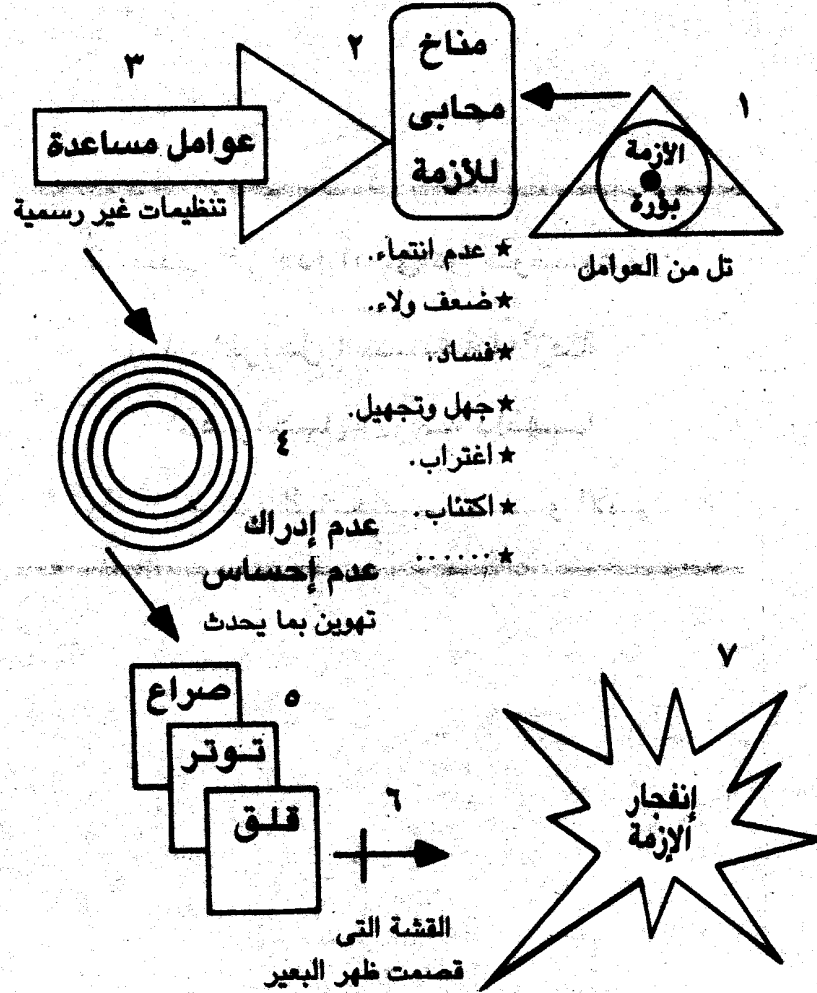 ١
الأزمة
بؤرة
تل من العوامل
٢
مناخ
محابى
للأزمة
★ عدم انتماء.
★ ضعف ولاء.
★ فساد.
★ جهل وتجهيل.
★ اغتراب.
★ اكتئاب.
★ ......
٣
عوامل مساعدة
تنظيمات غير رسمية
٤
عدم إدراك
عدم إحساس
تهوين بما يحدث
٥
صراع
توتر
قلق
٦
القشة التى
قصمت ظهر البعير
٧
إنفجار
الإزمة